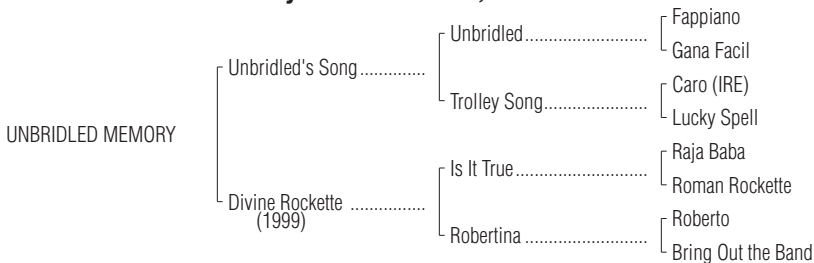 Fappiano
Unbridled
Gana Facil
Unbridled's Song
Caro (IRE)
Trolley Song
Lucky Spell
UNBRIDLED MEMORY
Raja Baba
Is It True
Roman Rockette
Divine Rockette
(1999)
Roberto
Robertina
Bring Out the Band